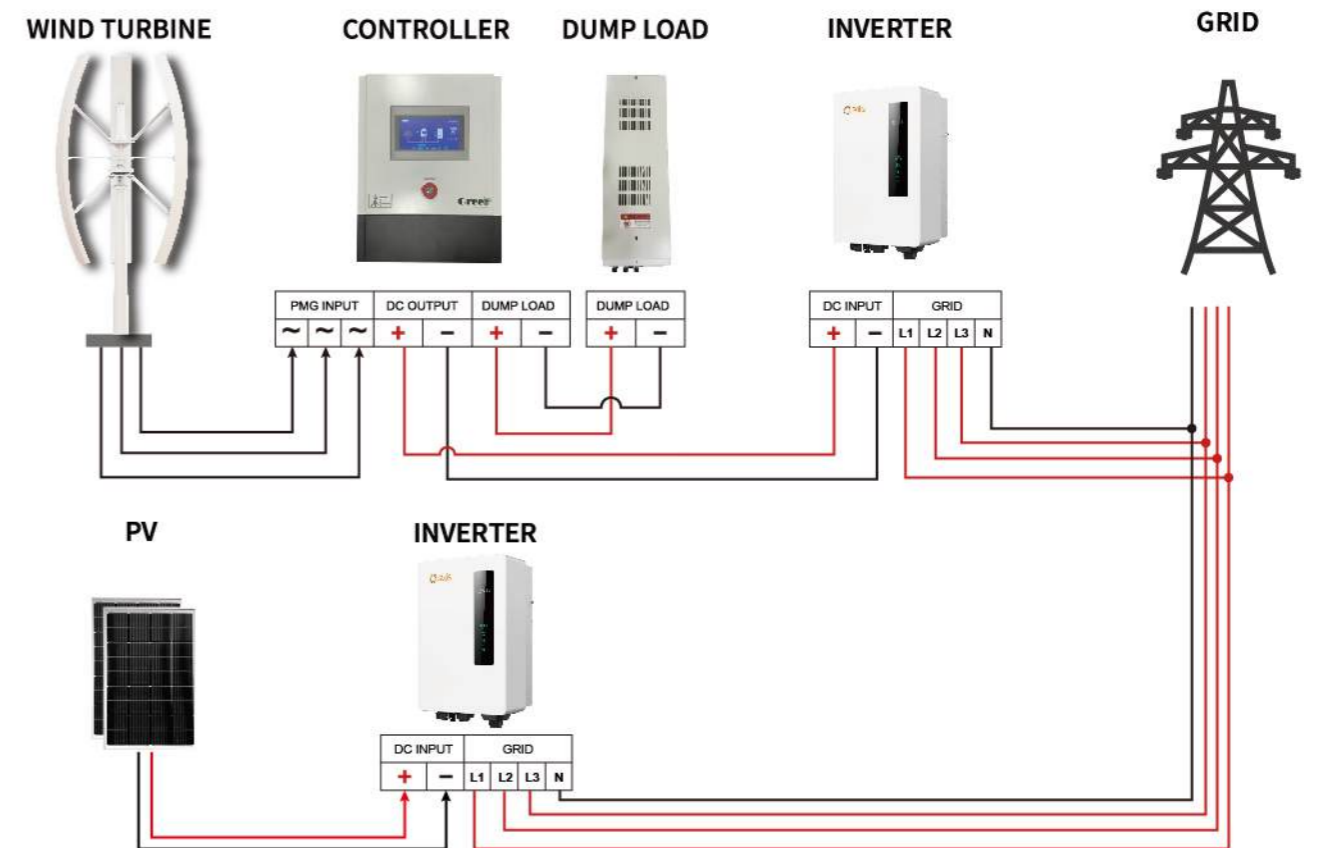 WIND TURBINE
CONTROLLER
DUMP LOAD
INVERTER
GRID
PMG INPUT DC OUTPUT DUMP LOAD
~ ~ ~ + − + −
DUMP LOAD
+ −
DC INPUT GRID
+ − L1 L2 L3 N
PV
INVERTER
DC INPUT GRID
+ − L1 L2 L3 N